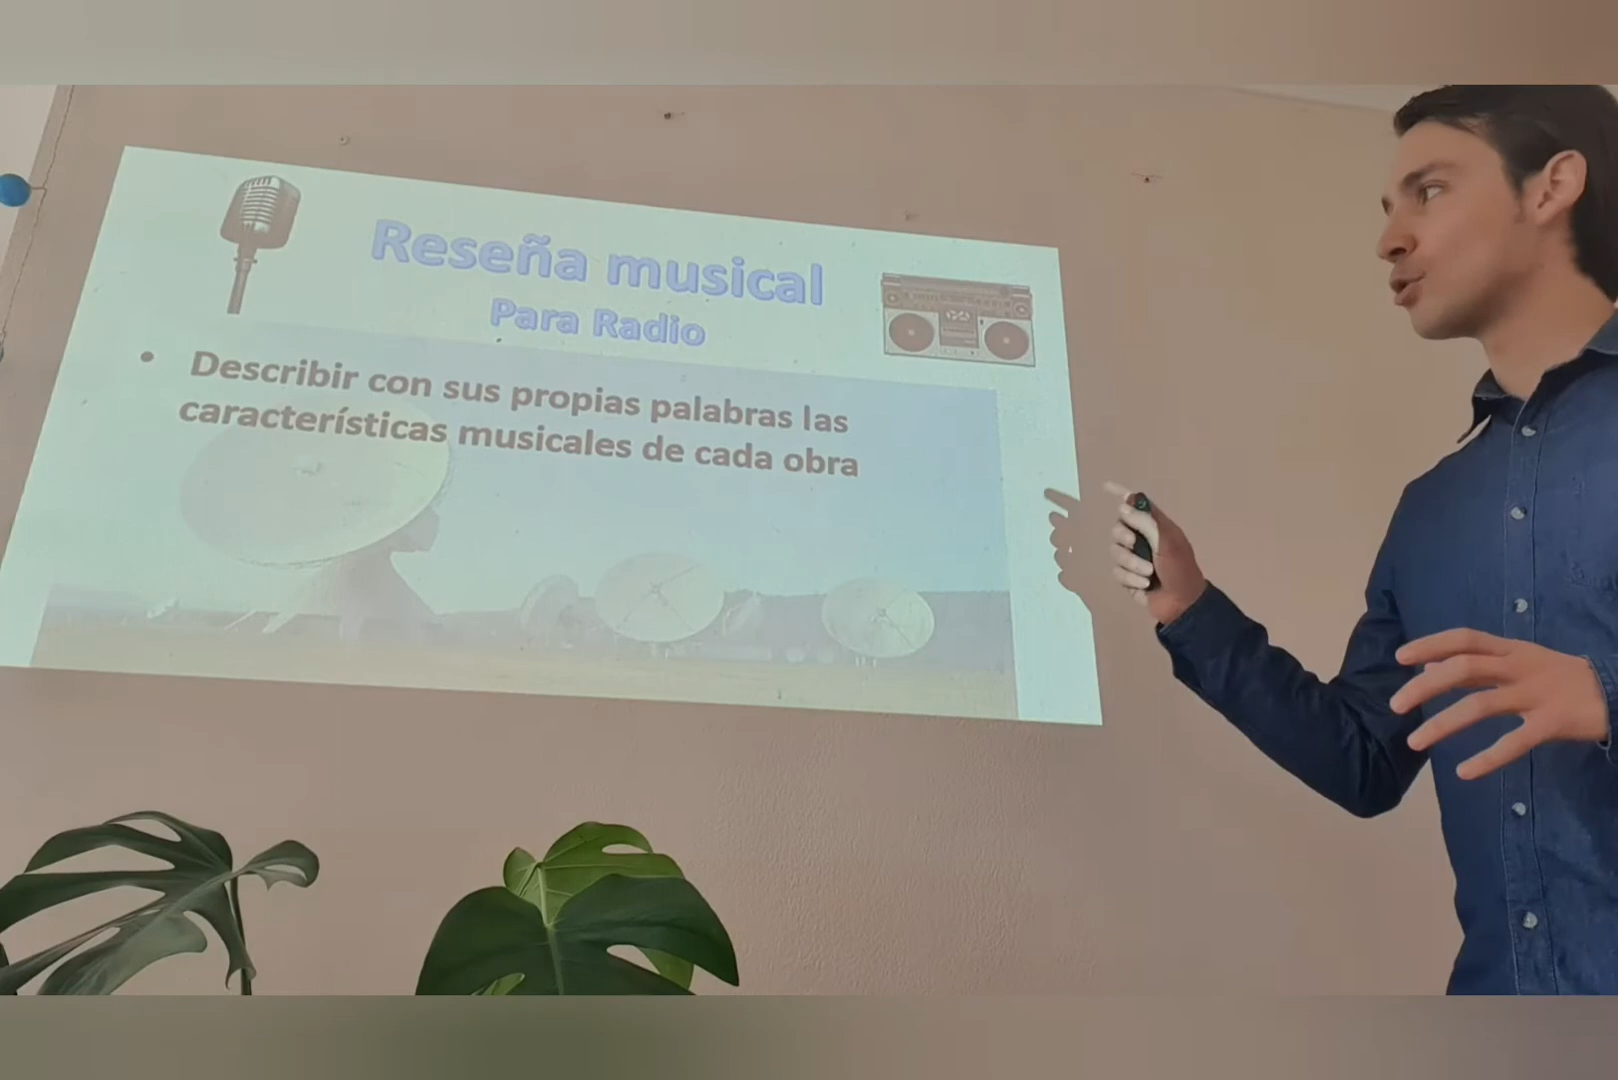 Reseña musical
Para Radio
• Describir con sus propias palabras las
características musicales de cada obra